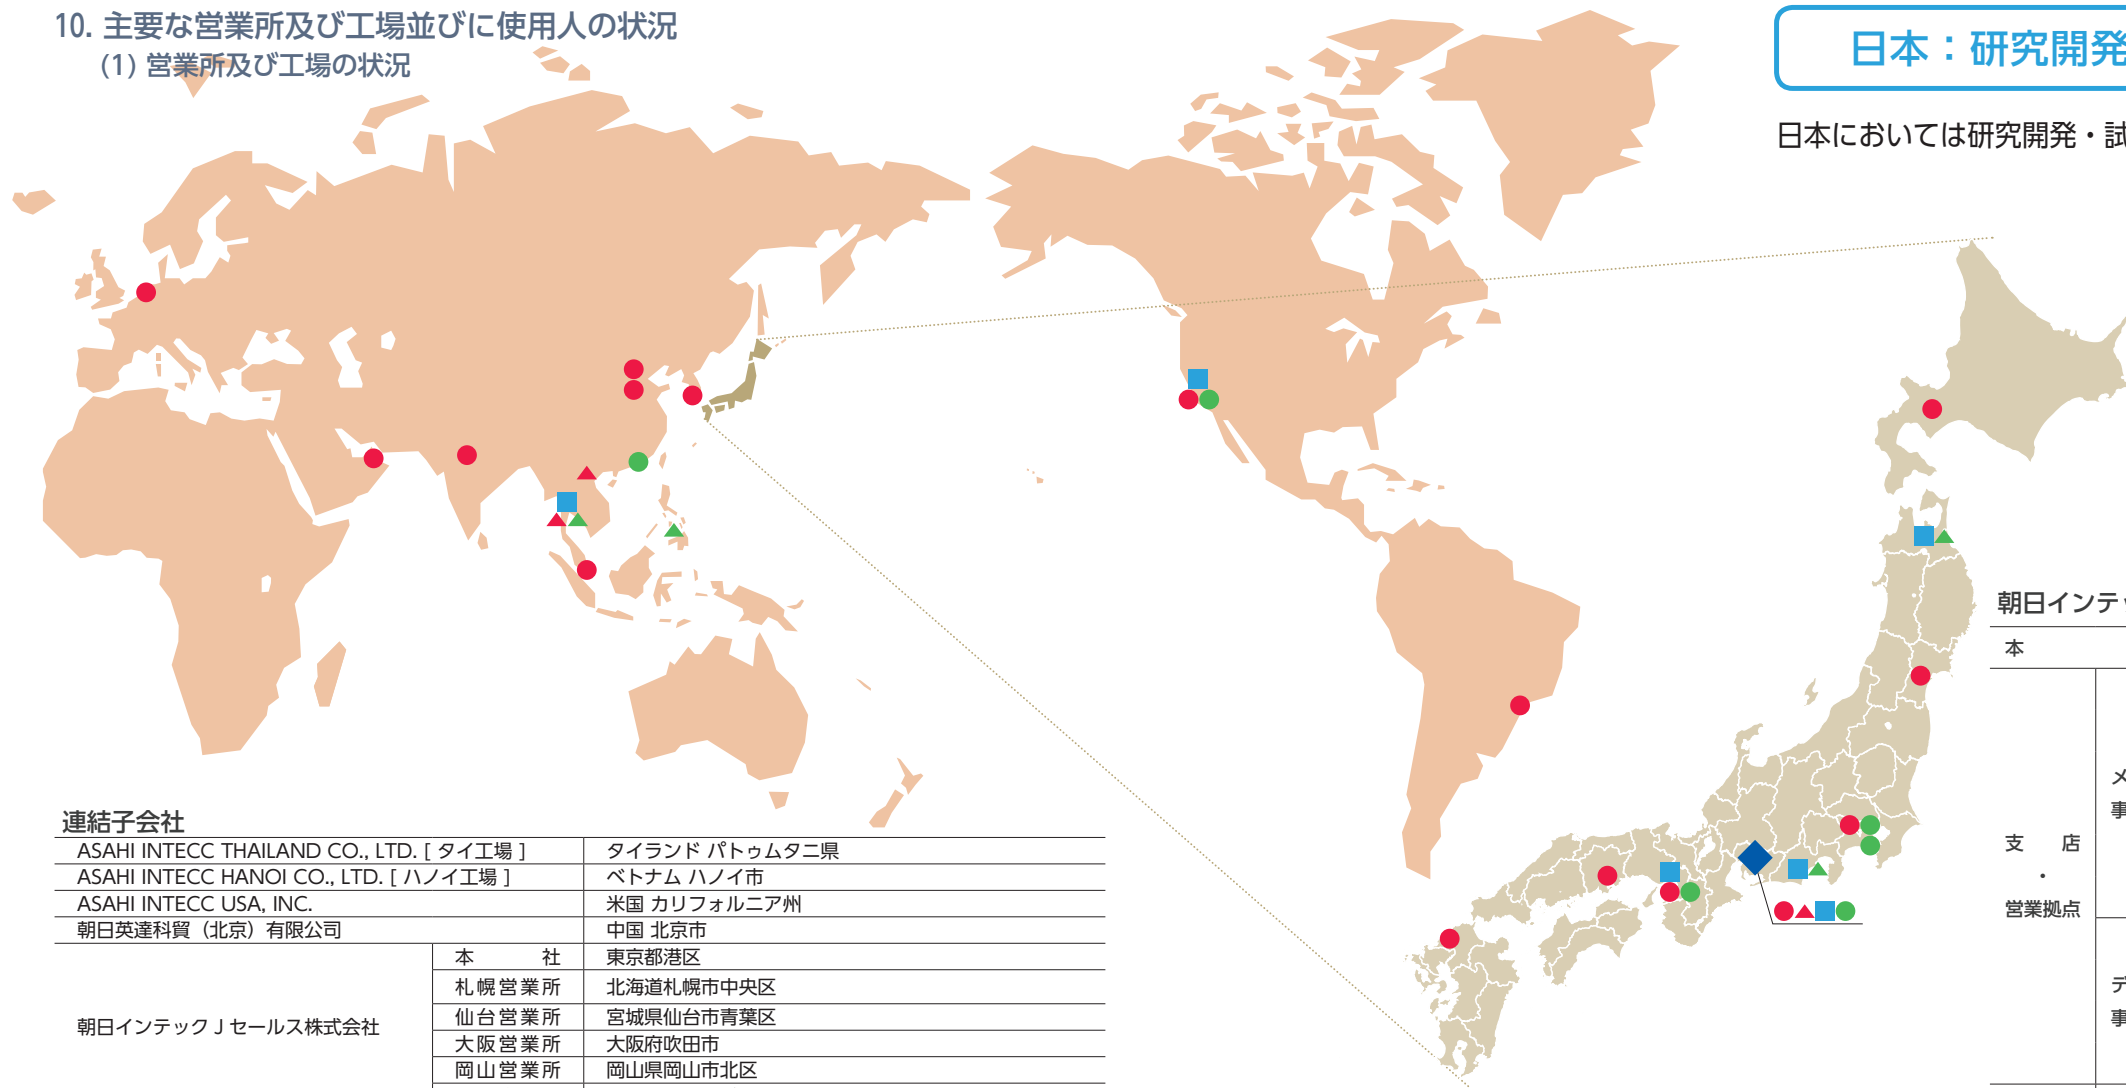 10. 主要な営業所及び工場並びに使用人の状況
(1) 営業所及び工場の状況
日本：研究開発
日本においては研究開発・試
連結子会社
ASAHI INTECC THAILAND CO., LTD. [ タイ工場 ] タイランド パトゥムタニ県
ASAHI INTECC HANOI CO., LTD. [ ハノイ工場 ] ベトナム ハノイ市
ASAHI INTECC USA, INC. 米国 カリフォルニア州
朝日英達科貿（北京）有限公司 中国 北京市
朝日インテック J セールス株式会社
本 社 東京都港区
札幌営業所 北海道札幌市中央区
仙台営業所 宮城県仙台市青葉区
大阪営業所 大阪府吹田市
岡山営業所 岡山県岡山市北区
朝日インテ
本
支 店
・
営業拠点
メ
事
デ
事